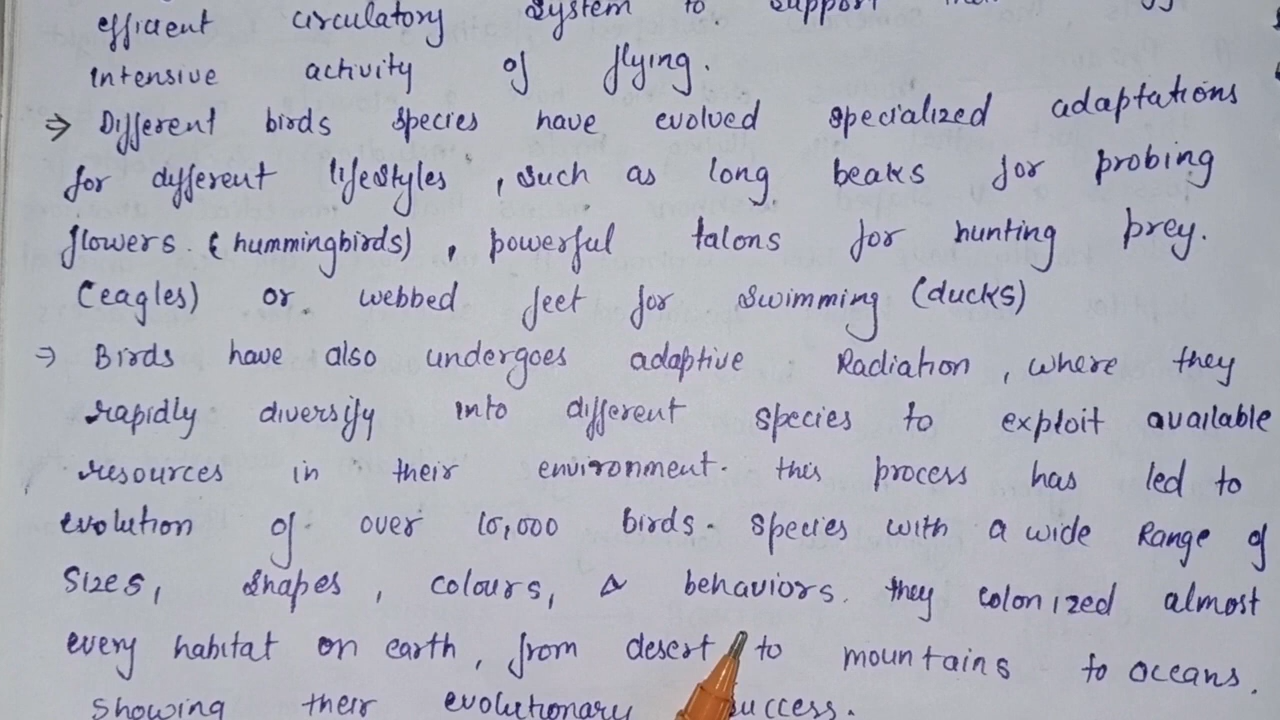 efficient circulatory system to support
Intensive activity of flying.
⇒ Different birds species have evolved specialized adaptations
for different lifestyles , such as long beaks for probing
flowers. ( hummingbirds) , powerful talons for hunting prey.
(eagles) or webbed feet for swimming (ducks)
⇒ Birds have also undergoes adaptive Radiation , where they
rapidly diversify into different species to exploit available
resources in their environment. this process has led to
evolution of over 10,000 birds. species with a wide Range of
Sizes, shapes , colours, & behaviors. they colonized almost
every habitat on earth, from desert to mountains to oceans.
Showing their evolutionary success.